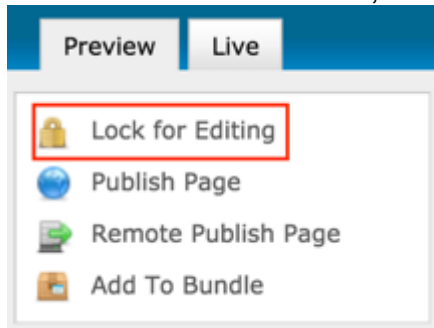 Preview Live
Lock for Editing
Publish Page
Remote Publish Page
Add To Bundle